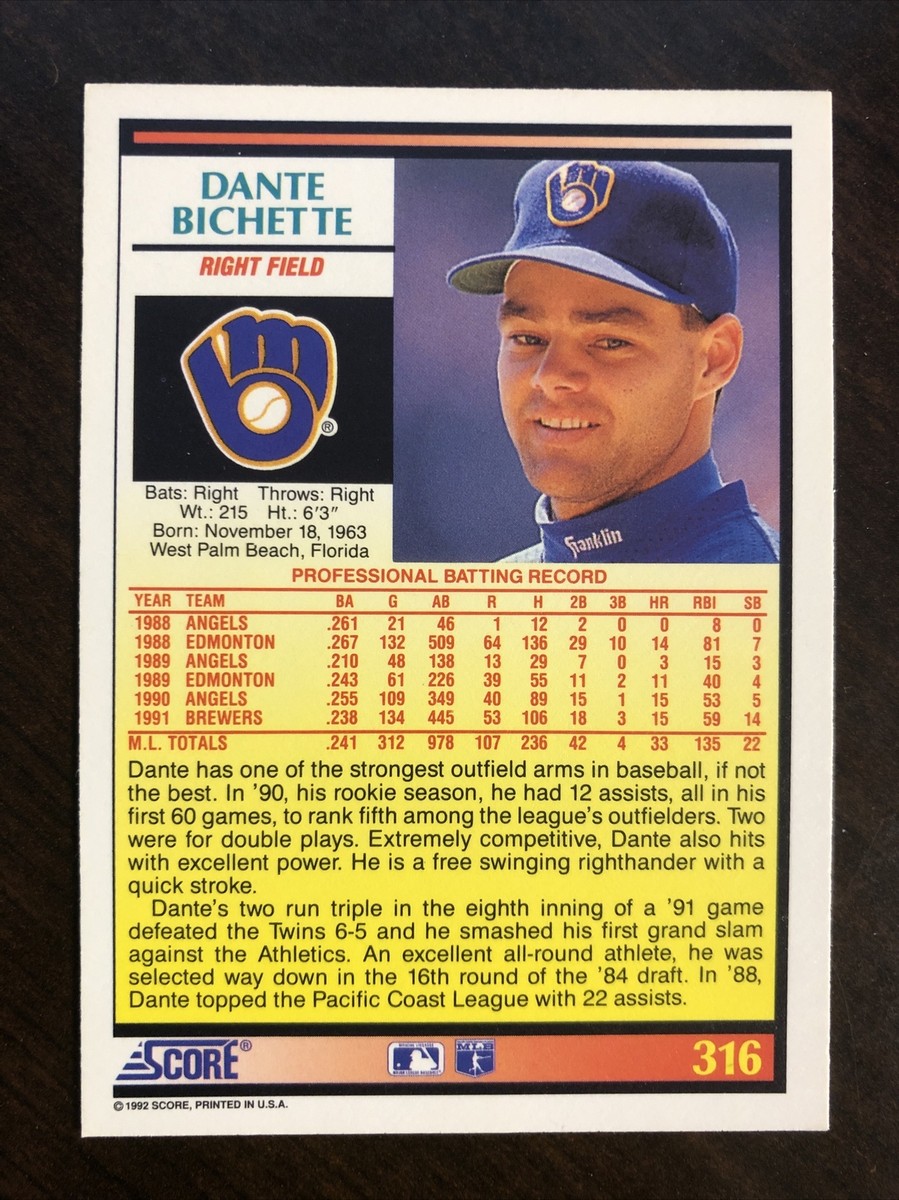 DANTE
BICHETTE
RIGHT FIELD
®
Bats: Right Throws: Right
Wt.: 215 Ht.: 6'3"
Born: November 18, 1963
West Palm Beach, Florida
Franklin
PROFESSIONAL BATTING RECORD
YEAR TEAM BA G AB R H 2B 3B HR RBI SB
1988 ANGELS .261 21 46 1 12 2 0 0 8 0
1988 EDMONTON .267 132 509 64 136 29 10 14 81 7
1989 ANGELS .210 48 138 13 29 7 0 3 15 3
1989 EDMONTON .243 61 226 39 55 11 2 11 40 4
1990 ANGELS .255 109 349 40 89 15 1 15 53 5
1991 BREWERS .238 134 445 53 106 18 3 15 59 14
M.L. TOTALS .241 312 978 107 236 42 4 33 135 22
Dante has one of the strongest outfield arms in baseball, if not
the best. In '90, his rookie season, he had 12 assists, all in his
first 60 games, to rank fifth among the league's outfielders. Two
were for double plays. Extremely competitive, Dante also hits
with excellent power. He is a free swinging righthander with a
quick stroke.
Dante's two run triple in the eighth inning of a '91 game
defeated the Twins 6-5 and he smashed his first grand slam
against the Athletics. An excellent all-round athlete, he was
selected way down in the 16th round of the '84 draft. In '88,
Dante topped the Pacific Coast League with 22 assists.
SCORE®
MLB
316
© 1992 SCORE, PRINTED IN U.S.A.